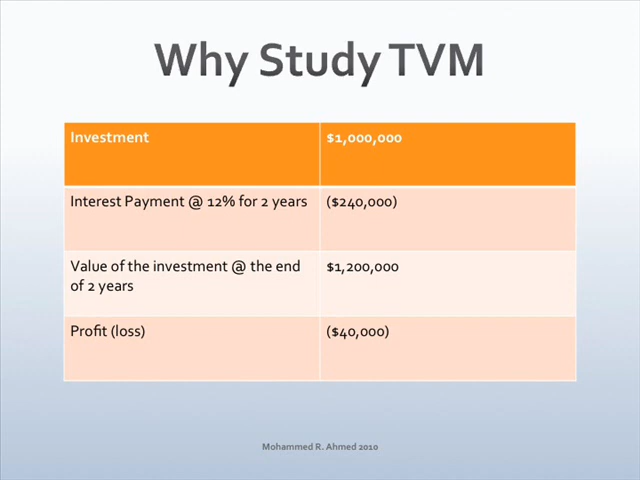 Why Study TVM
Investment $1,000,000
Interest Payment @ 12% for 2 years ($240,000)
Value of the investment @ the end $1,200,000
of 2 years
Profit (loss) ($40,000)
Mohammed R. Ahmed 2010